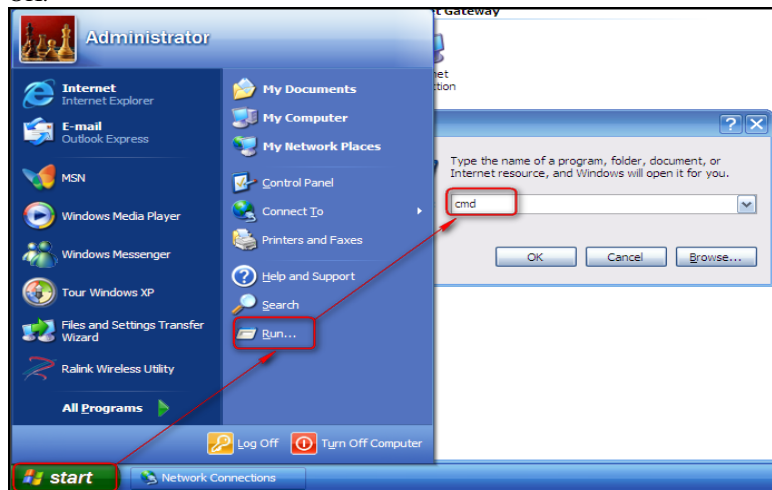 Administrator
Internet
Internet Explorer
E-mail
Outlook Express
MSN
Windows Media Player
Windows Messenger
Tour Windows XP
Files and Settings Transfer
Wizard
Ralink Wireless Utility
All Programs
My Documents
My Computer
My Network Places
Control Panel
Connect To
Printers and Faxes
Help and Support
Search
Run...
Log Off
Turn Off Computer
start
Network Connections
Gateway
Type the name of a program, folder, document, or
Internet resource, and Windows will open it for you.
cmd
OK
Cancel
Browse...